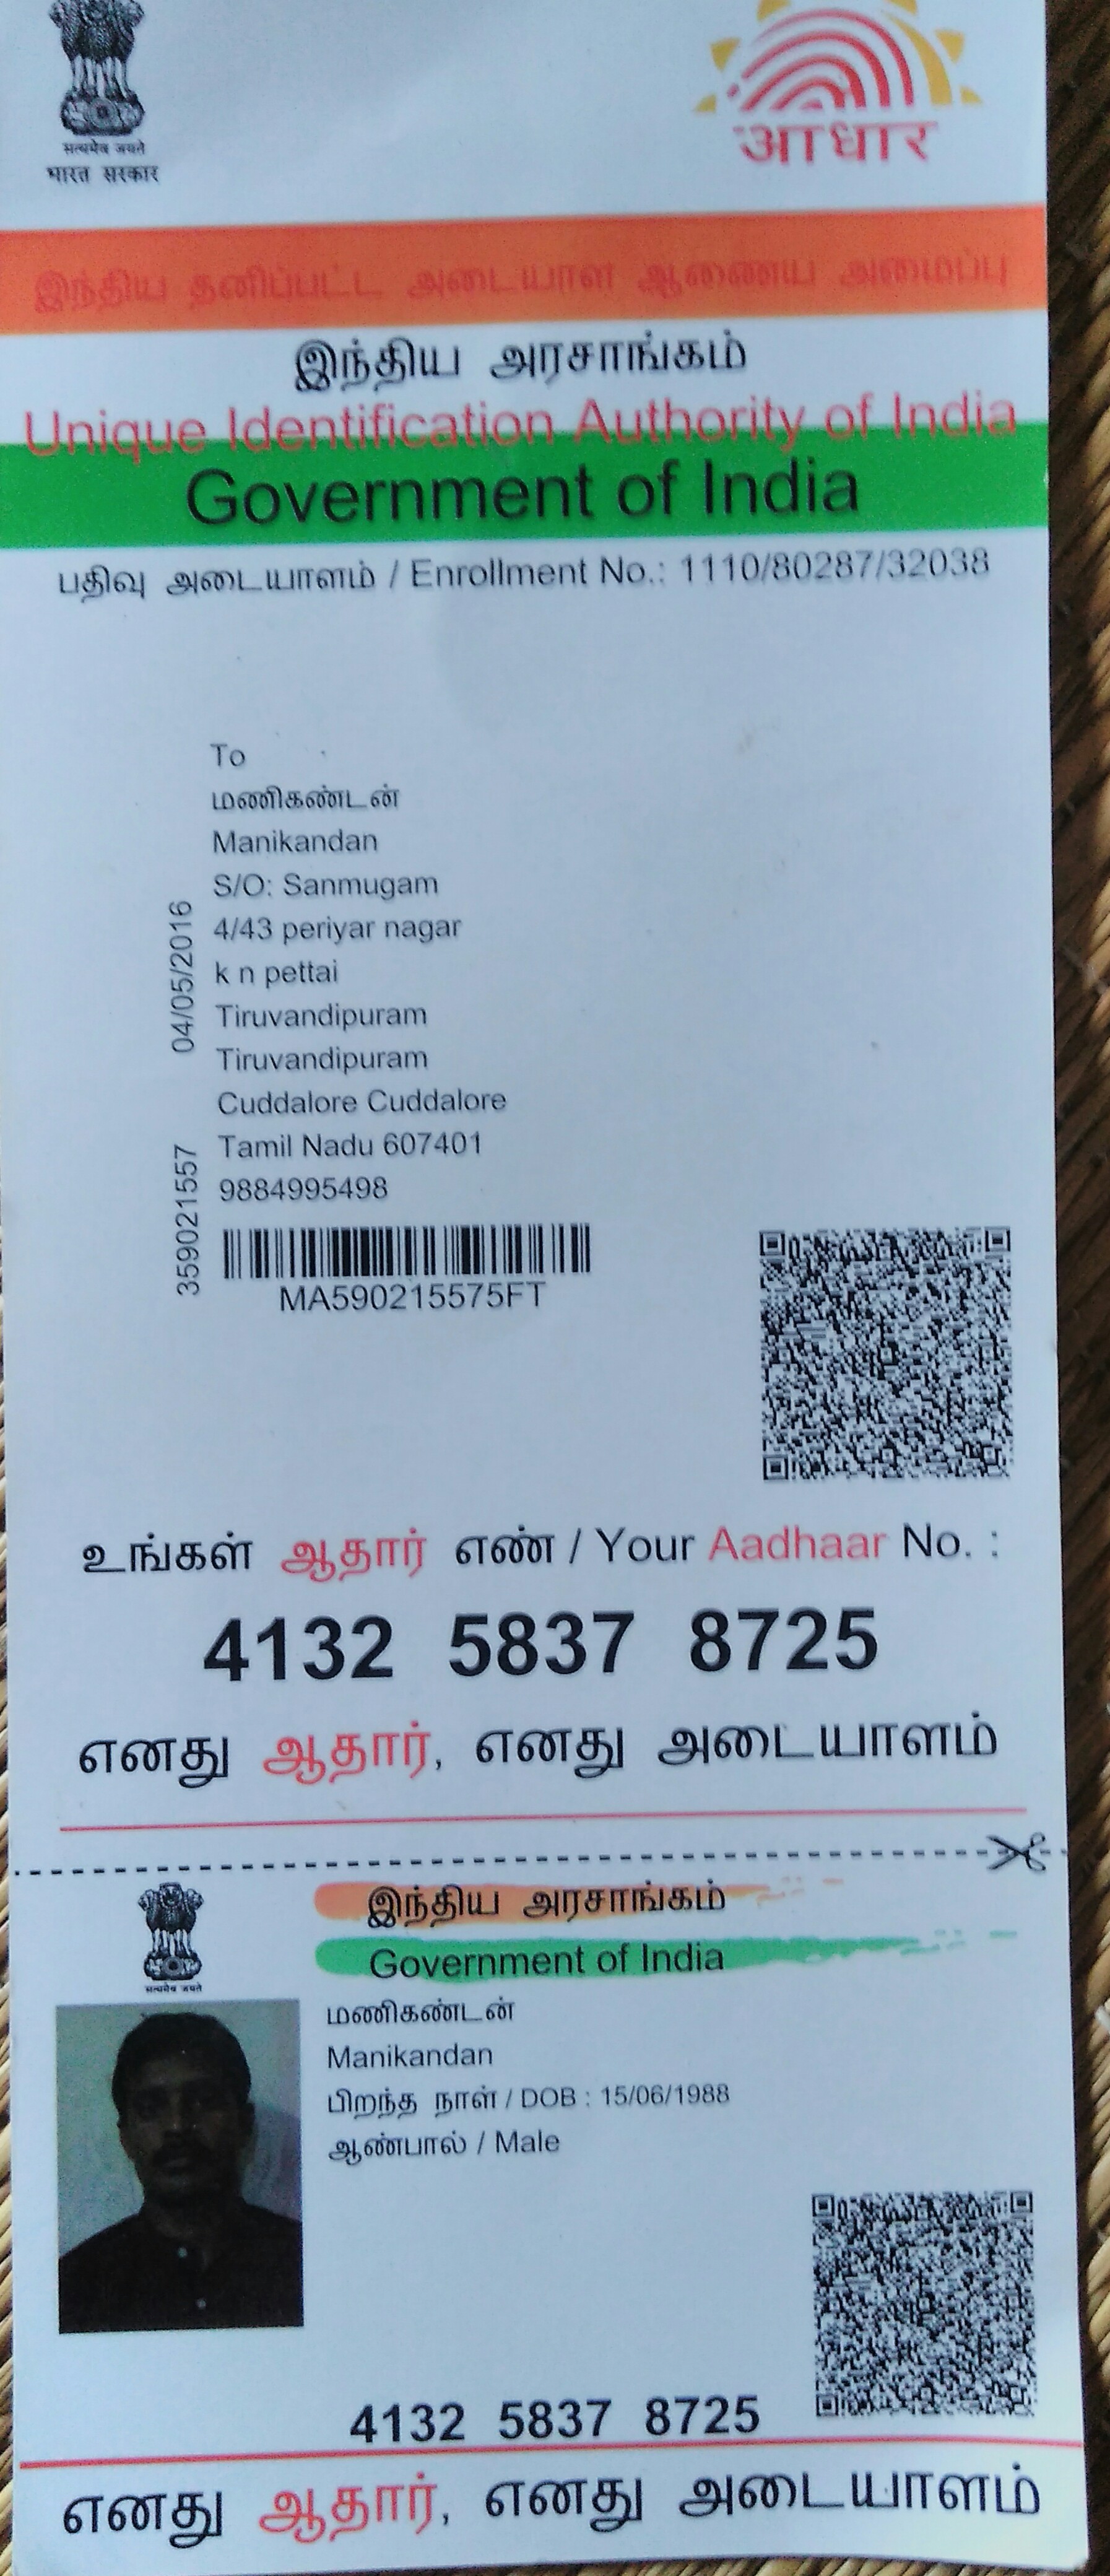 सत्यमेव जयते
भारत सरकार
आधार
இந்திய தனிப்பட்ட அடையாள ஆணைய அமைப்பு
இந்திய அரசாங்கம்
Unique Identification Authority of India
Government of India
பதிவு அடையாளம் / Enrollment No.: 1110/80287/32038
To
மணிகண்டன்
Manikandan
S/O: Sanmugam
4/43 periyar nagar
k n pettai
Tiruvandipuram
Tiruvandipuram
Cuddalore Cuddalore
Tamil Nadu 607401
9884995498
04/05/2016
359021557
MA590215575FT
உங்கள் ஆதார் எண் / Your Aadhaar No. :
4132 5837 8725
எனது ஆதார், எனது அடையாளம்
सत्यमेव जयते
இந்திய அரசாங்கம்
Government of India
மணிகண்டன்
Manikandan
பிறந்த நாள் / DOB : 15/06/1988
ஆண்பால் / Male
4132 5837 8725
எனது ஆதார், எனது அடையாளம்